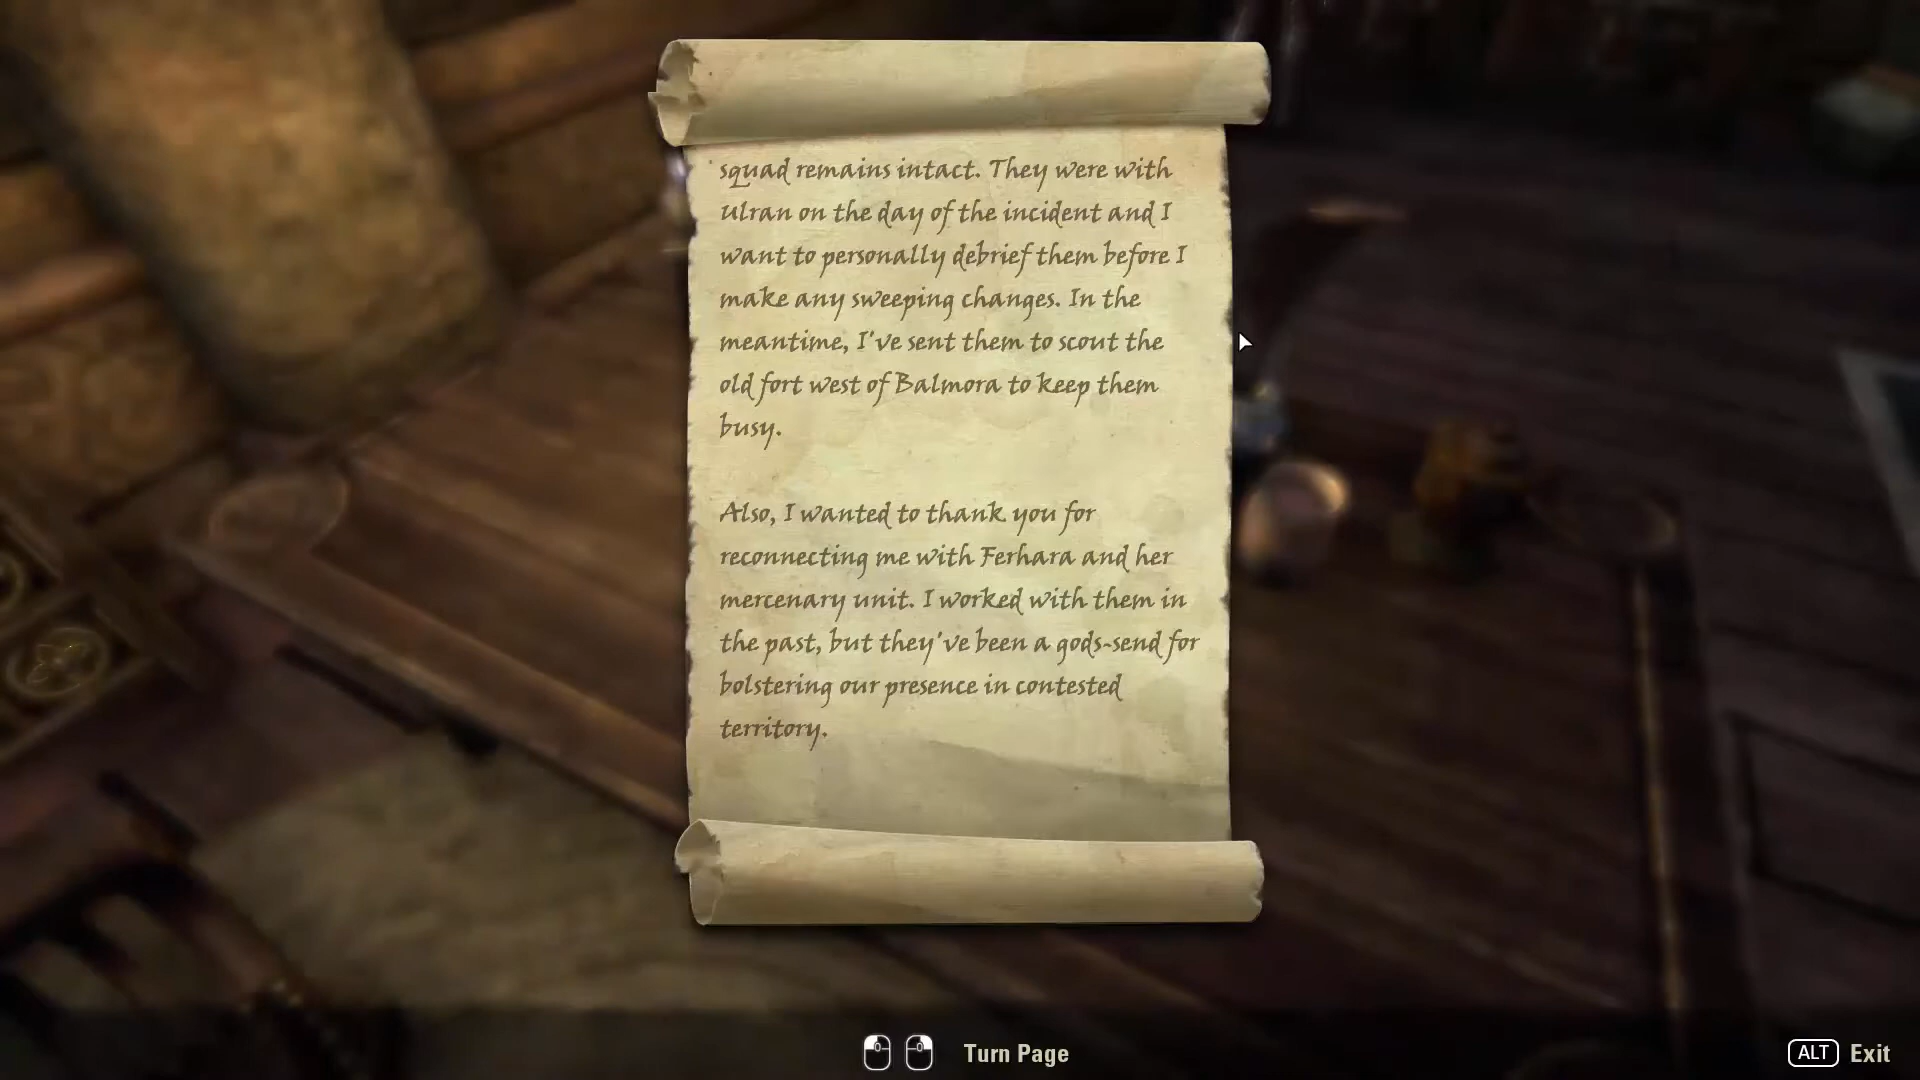 squad remains intact. They were with
Ulran on the day of the incident and I
want to personally debrief them before I
make any sweeping changes. In the
meantime, I've sent them to scout the
old fort west of Balmora to keep them
busy.
Also, I wanted to thank you for
reconnecting me with Ferhara and her
mercenary unit. I worked with them in
the past, but they've been a gods-send for
bolstering our presence in contested
territory.
Turn Page
ALT Exit